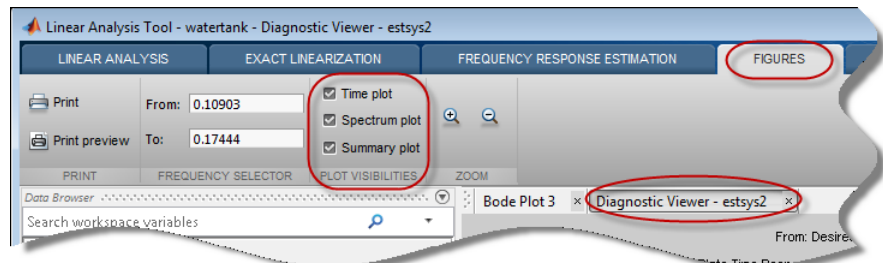 Linear Analysis Tool - watertank - Diagnostic Viewer - estsys2
LINEAR ANALYSIS EXACT LINEARIZATION FREQUENCY RESPONSE ESTIMATION FIGURES
Print From: 0.10903 Time plot
Spectrum plot
Print preview To: 0.17444 Summary plot
PRINT FREQUENCY SELECTOR PLOT VISIBILITIES ZOOM
Data Browser Bode Plot 3 × Diagnostic Viewer - estsys2 ×
Search workspace variables
From: Desire